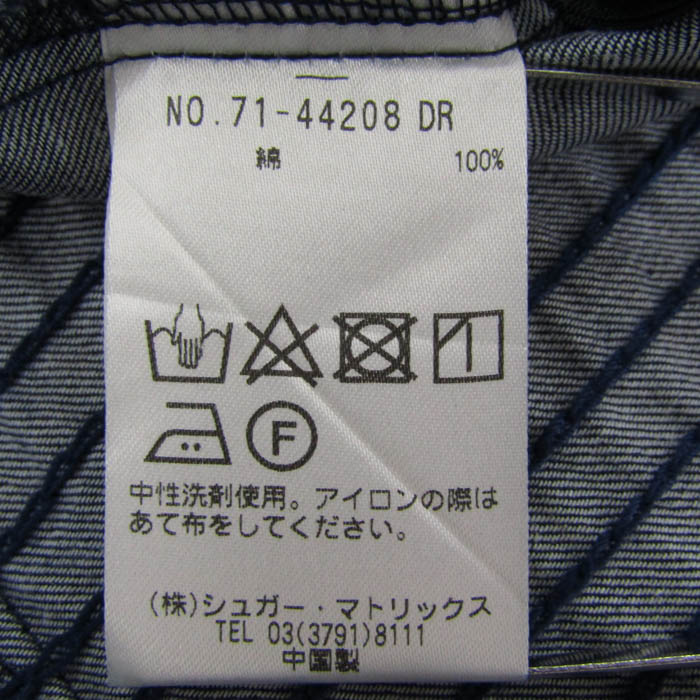 NO.71-44208 DR
綿 100%
F
中性洗剤使用。アイロンの際は
あて布をしてください。
(株)シュガー・マトリックス
TEL 03(3791)8111
中国製